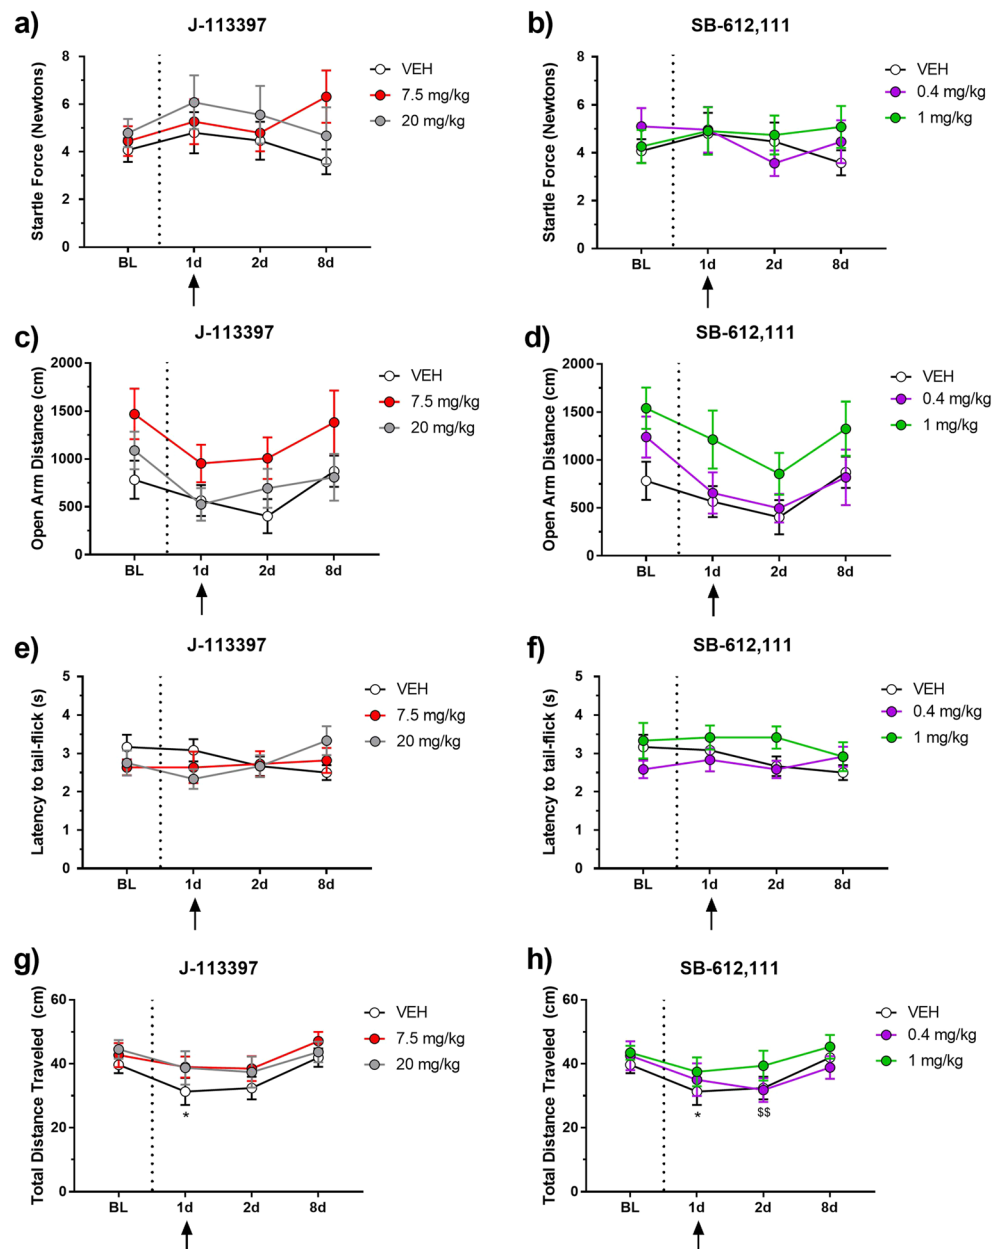 a)
J-113397
Startle Force (Newtons)
8
6
4
2
0
BL 1d 2d 8d
VEH
7.5 mg/kg
20 mg/kg
b)
SB-612,111
Startle Force (Newtons)
8
6
4
2
0
BL 1d 2d 8d
VEH
0.4 mg/kg
1 mg/kg
c)
J-113397
Open Arm Distance (cm)
2000
1500
1000
500
0
BL 1d 2d 8d
VEH
7.5 mg/kg
20 mg/kg
d)
SB-612,111
Open Arm Distance (cm)
2000
1500
1000
500
0
BL 1d 2d 8d
VEH
0.4 mg/kg
1 mg/kg
e)
J-113397
Latency to tail-flick (s)
5
4
3
2
1
0
BL 1d 2d 8d
VEH
7.5 mg/kg
20 mg/kg
f)
SB-612,111
Latency to tail-flick (s)
5
4
3
2
1
0
BL 1d 2d 8d
VEH
0.4 mg/kg
1 mg/kg
g)
J-113397
Total Distance Traveled (cm)
60
40
20
0
*
BL 1d 2d 8d
VEH
7.5 mg/kg
20 mg/kg
h)
SB-612,111
Total Distance Traveled (cm)
60
40
20
0
* $$
BL 1d 2d 8d
VEH
0.4 mg/kg
1 mg/kg